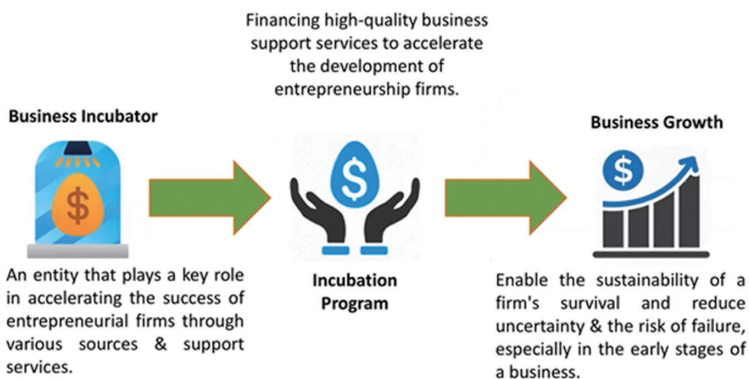 Financing high-quality business
support services to accelerate
the development of
entrepreneurship firms.
Business Incubator
$
An entity that plays a key role
in accelerating the success of
entrepreneurial firms through
various sources & support
services.
$
Incubation
Program
Business Growth
$
Enable the sustainability of a
firm's survival and reduce
uncertainty & the risk of failure,
especially in the early stages of
a business.